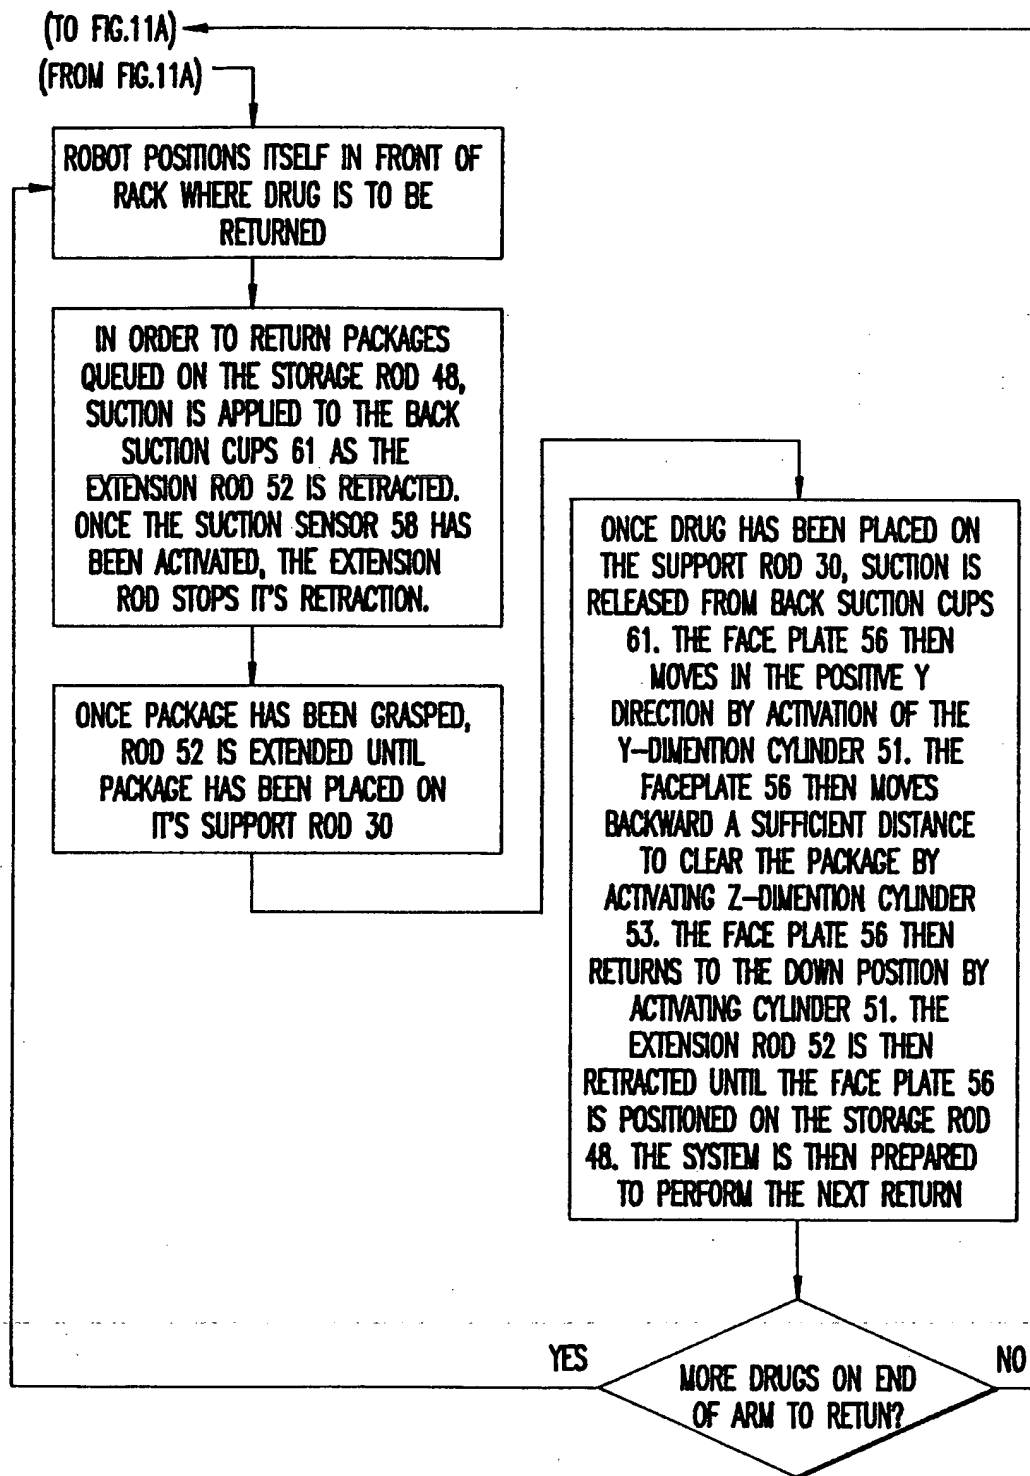 (TO FIG.11A)
(FROM FIG.11A)
ROBOT POSITIONS ITSELF IN FRONT OF
RACK WHERE DRUG IS TO BE
RETURNED
IN ORDER TO RETURN PACKAGES
QUEUED ON THE STORAGE ROD 48,
SUCTION IS APPLIED TO THE BACK
SUCTION CUPS 61 AS THE
EXTENSION ROD 52 IS RETRACTED.
ONCE THE SUCTION SENSOR 58 HAS
BEEN ACTIVATED, THE EXTENSION
ROD STOPS IT'S RETRACTION.
ONCE PACKAGE HAS BEEN GRASPED,
ROD 52 IS EXTENDED UNTIL
PACKAGE HAS BEEN PLACED ON
IT'S SUPPORT ROD 30
ONCE DRUG HAS BEEN PLACED ON
THE SUPPORT ROD 30, SUCTION IS
RELEASED FROM BACK SUCTION CUPS
61. THE FACE PLATE 56 THEN
MOVES IN THE POSITIVE Y
DIRECTION BY ACTIVATION OF THE
Y-DIMENTION CYLINDER 51. THE
FACEPLATE 56 THEN MOVES
BACKWARD A SUFFICIENT DISTANCE
TO CLEAR THE PACKAGE BY
ACTIVATING Z-DIMENTION CYLINDER
53. THE FACE PLATE 56 THEN
RETURNS TO THE DOWN POSITION BY
ACTIVATING CYLINDER 51. THE
EXTENSION ROD 52 IS THEN
RETRACTED UNTIL THE FACE PLATE 56
IS POSITIONED ON THE STORAGE ROD
48. THE SYSTEM IS THEN PREPARED
TO PERFORM THE NEXT RETURN
YES
MORE DRUGS ON END
OF ARM TO RETUN?
NO